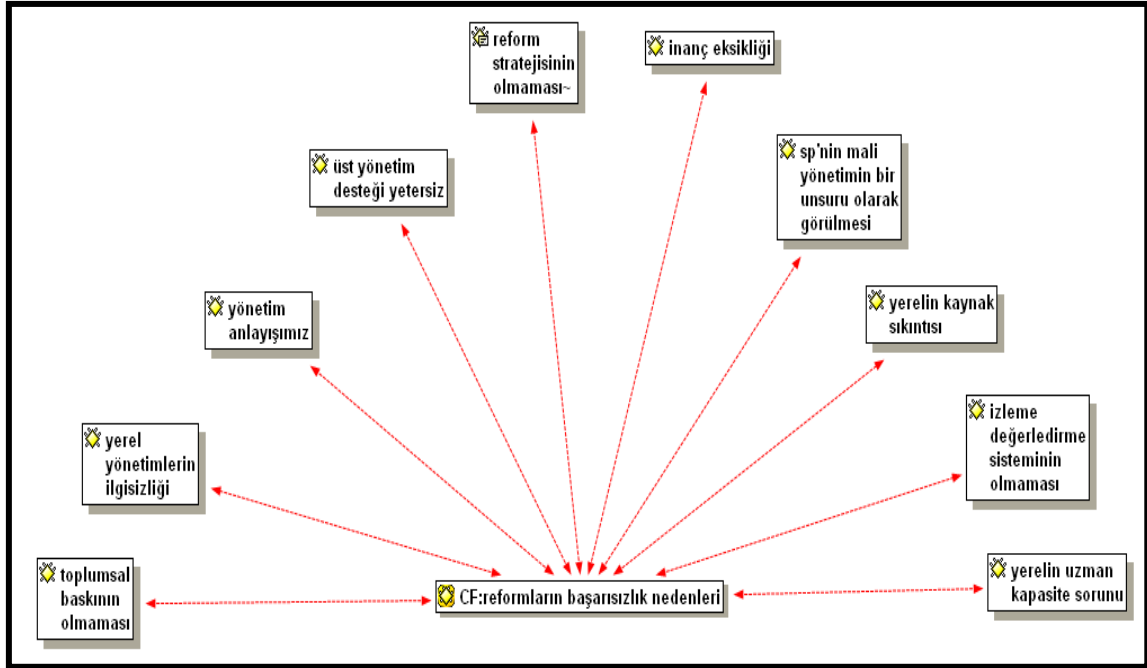 reform
stratejisinin
olmaması~
inanç eksikliği
üst yönetim
desteği yetersiz
sp'nin mali
yönetimin bir
unsuru olarak
görülmesi
yönetim
anlayışımız
yerelin kaynak
sıkıntısı
yerel
yönetimlerin
ilgisizliği
izleme
değerledirme
sisteminin
olmaması
toplumsal
baskının
olmaması
CF:reformların başarısızlık nedenleri
yerelin uzman
kapasite sorunu